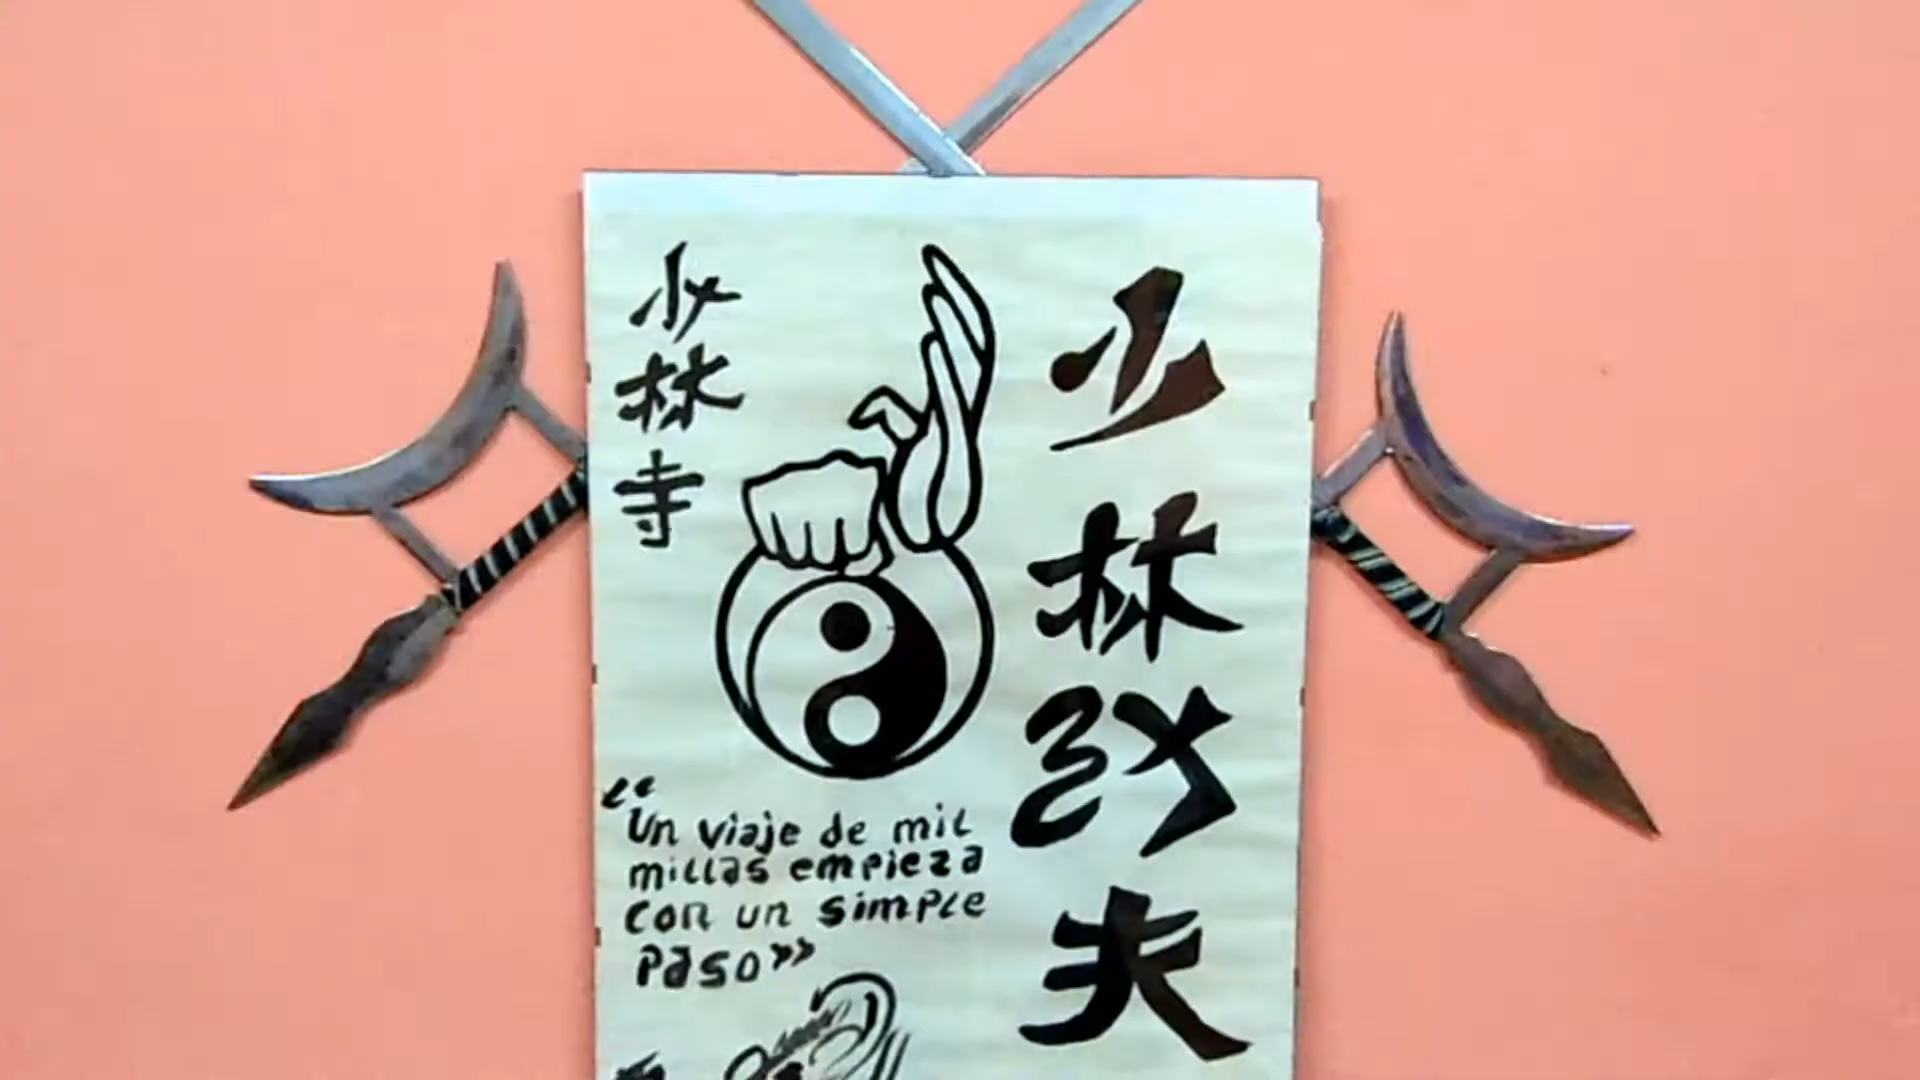 少林寺
少林功夫
“Un viaje de mil
millas empieza
con un simple
paso»